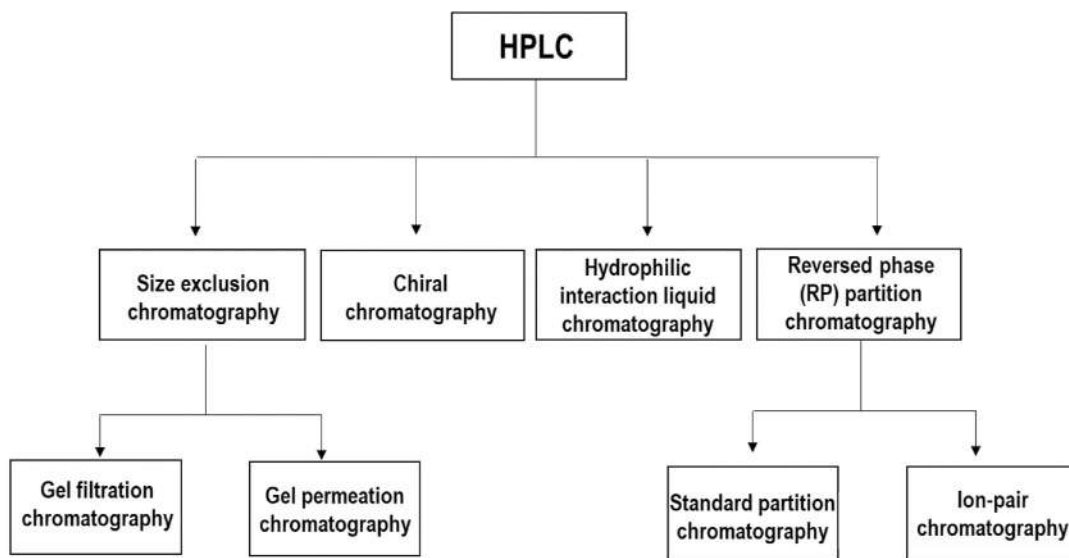 HPLC
Size exclusion
chromatography
Chiral
chromatography
Hydrophilic
interaction liquid
chromatography
Reversed phase
(RP) partition
chromatography
Gel filtration
chromatography
Gel permeation
chromatography
Standard partition
chromatography
Ion-pair
chromatography